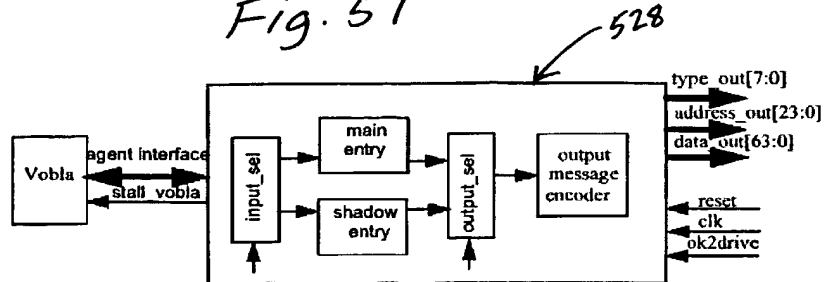 Fig. 57
528
type_out[7:0]
address_out[23:0]
data_out[63:0]
Vobla
agent interface
stall_vobla
input_sel
main
entry
shadow
entry
output_sel
output
message
encoder
reset
clk
ok2drive